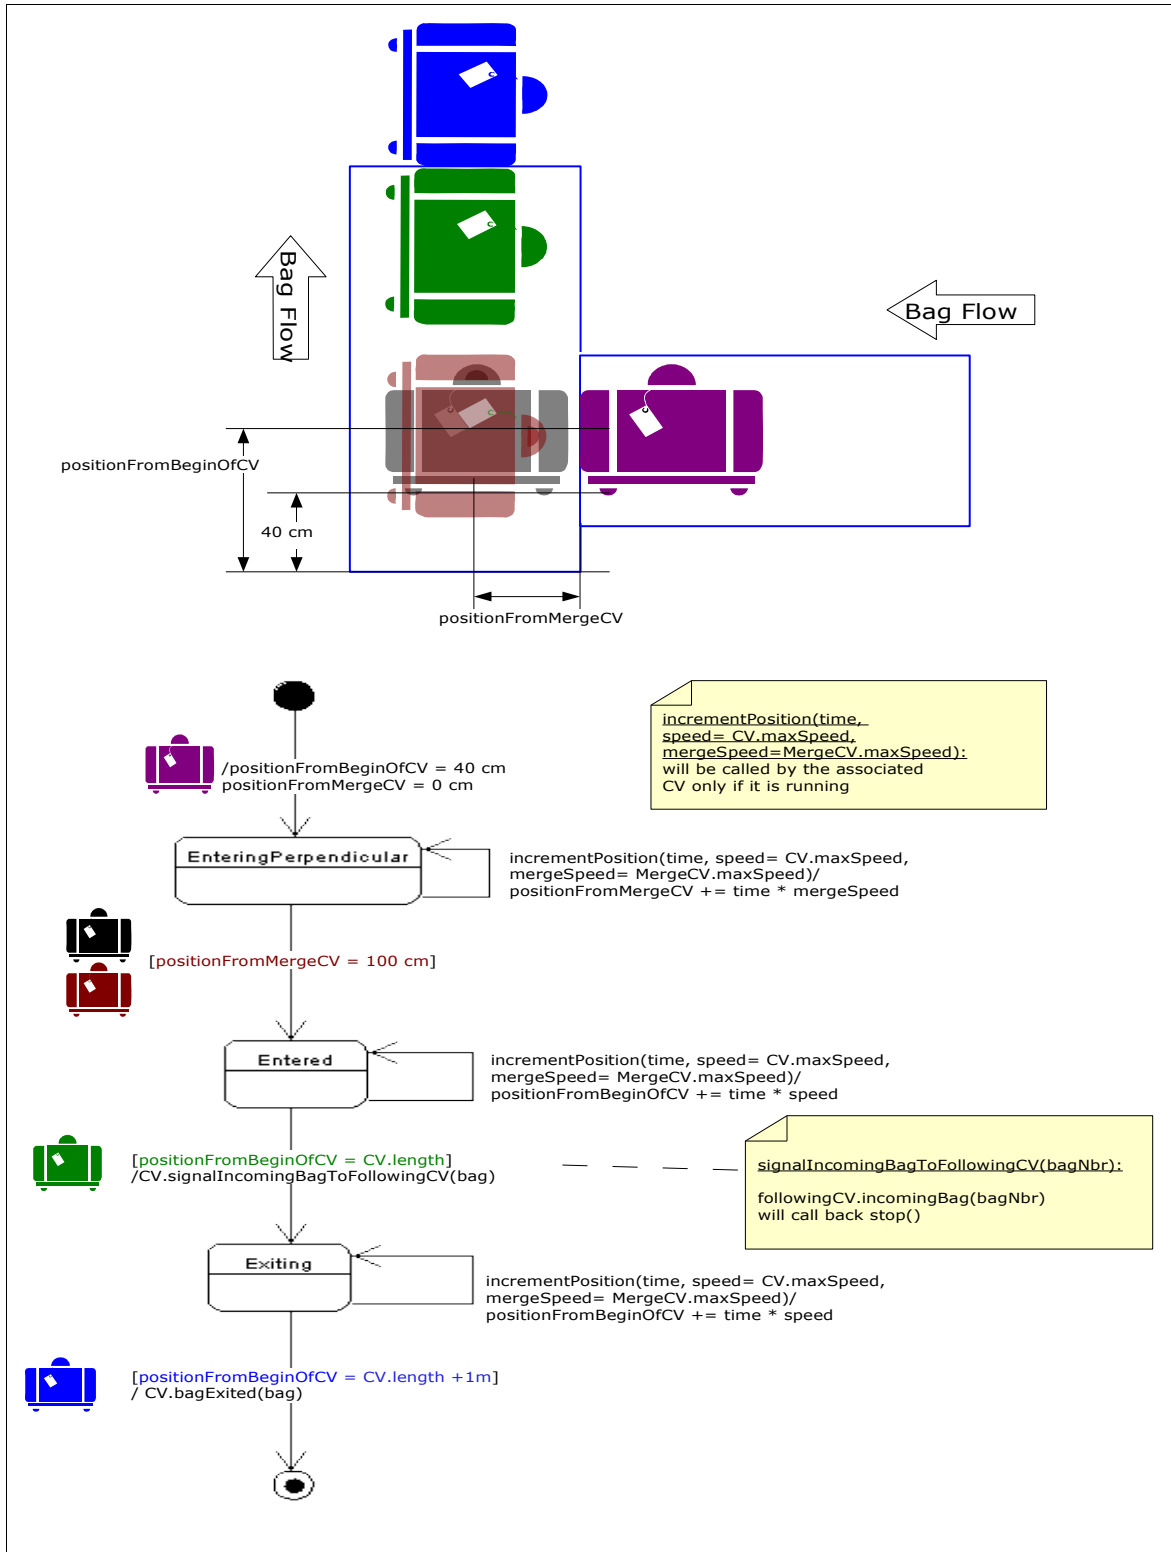 Bag Flow
Bag Flow
positionFromBeginOfCV
40 cm
positionFromMergeCV
incrementPosition(time,
speed= CV.maxSpeed,
mergeSpeed=MergeCV.maxSpeed):
will be called by the associated
CV only if it is running
/positionFromBeginOfCV = 40 cm
positionFromMergeCV = 0 cm
EnteringPerpendicular
incrementPosition(time, speed= CV.maxSpeed,
mergeSpeed= MergeCV.maxSpeed)/
positionFromMergeCV += time * mergeSpeed
[positionFromMergeCV = 100 cm]
Entered
incrementPosition(time, speed= CV.maxSpeed,
mergeSpeed= MergeCV.maxSpeed)/
positionFromBeginOfCV += time * speed
[positionFromBeginOfCV = CV.length]
/CV.signalIncomingBagToFollowingCV(bag)
signalIncomingBagToFollowingCV(bagNbr):
followingCV.incomingBag(bagNbr)
will call back stop()
Exiting
incrementPosition(time, speed= CV.maxSpeed,
mergeSpeed= MergeCV.maxSpeed)/
positionFromBeginOfCV += time * speed
[positionFromBeginOfCV = CV.length +1m]
/ CV.bagExited(bag)